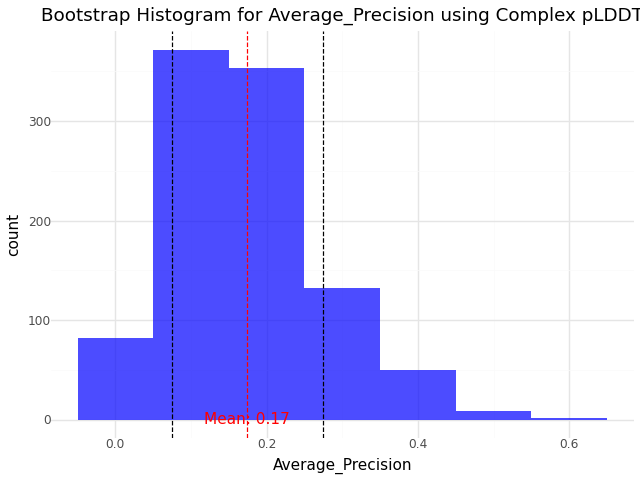 Bootstrap Histogram for Average_Precision using Complex pLDDT
count
300
200
100
0
Mean: 0.17
0.0 0.2 0.4 0.6
Average_Precision